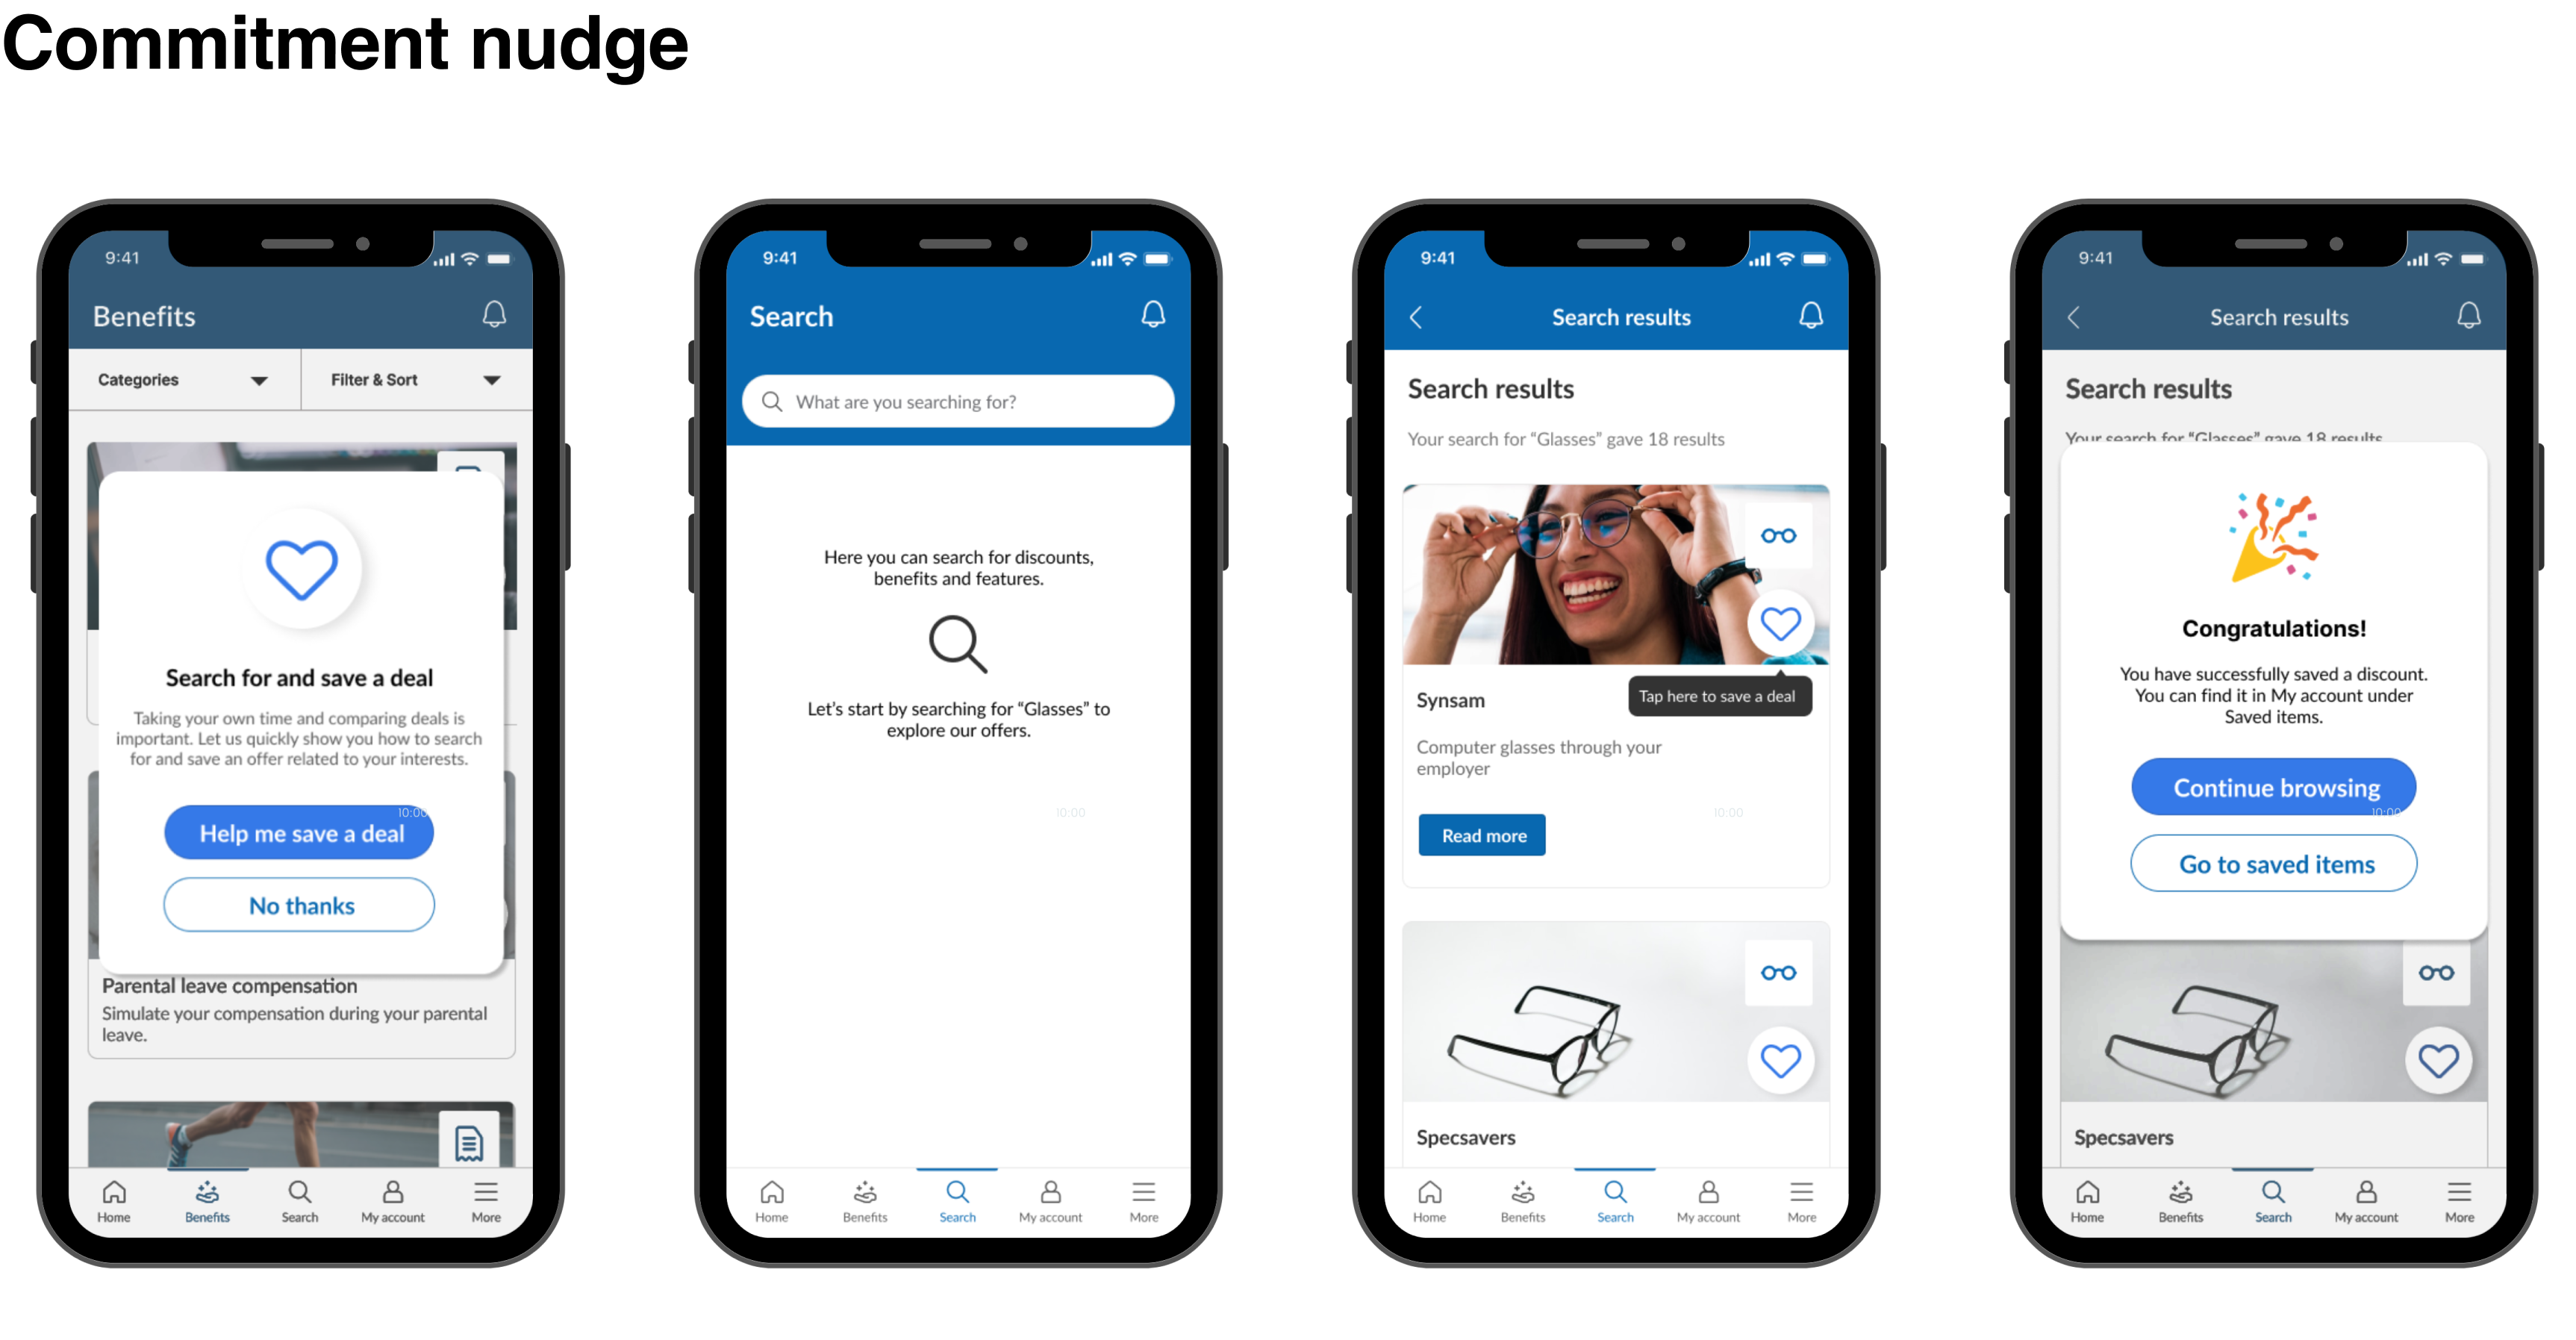 Commitment nudge
9:41
Benefits
Categories
Filter & Sort
Search for and save a deal
Taking your own time and comparing deals is
important. Let us quickly show you how to search
for and save an offer related to your interests.
10:00
Help me save a deal
No thanks
Parental leave compensation
Simulate your compensation during your parental
leave.
Home
Benefits
Search
My account
More
9:41
Search
What are you searching for?
Here you can search for discounts,
benefits and features.
Let's start by searching for “Glasses” to
explore our offers.
10:00
Home
Benefits
Search
My account
More
9:41
Search results
Search results
Your search for “Glasses” gave 18 results
Synsam
Tap here to save a deal
Computer glasses through your
employer
10:00
Read more
Specsavers
Home
Benefits
Search
My account
More
9:41
Search results
Search results
Your search for “Glasses” gave 18 results
Congratulations!
You have successfully saved a discount.
You can find it in My account under
Saved items.
Continue browsing
10:00
Go to saved items
Specsavers
Home
Benefits
Search
My account
More